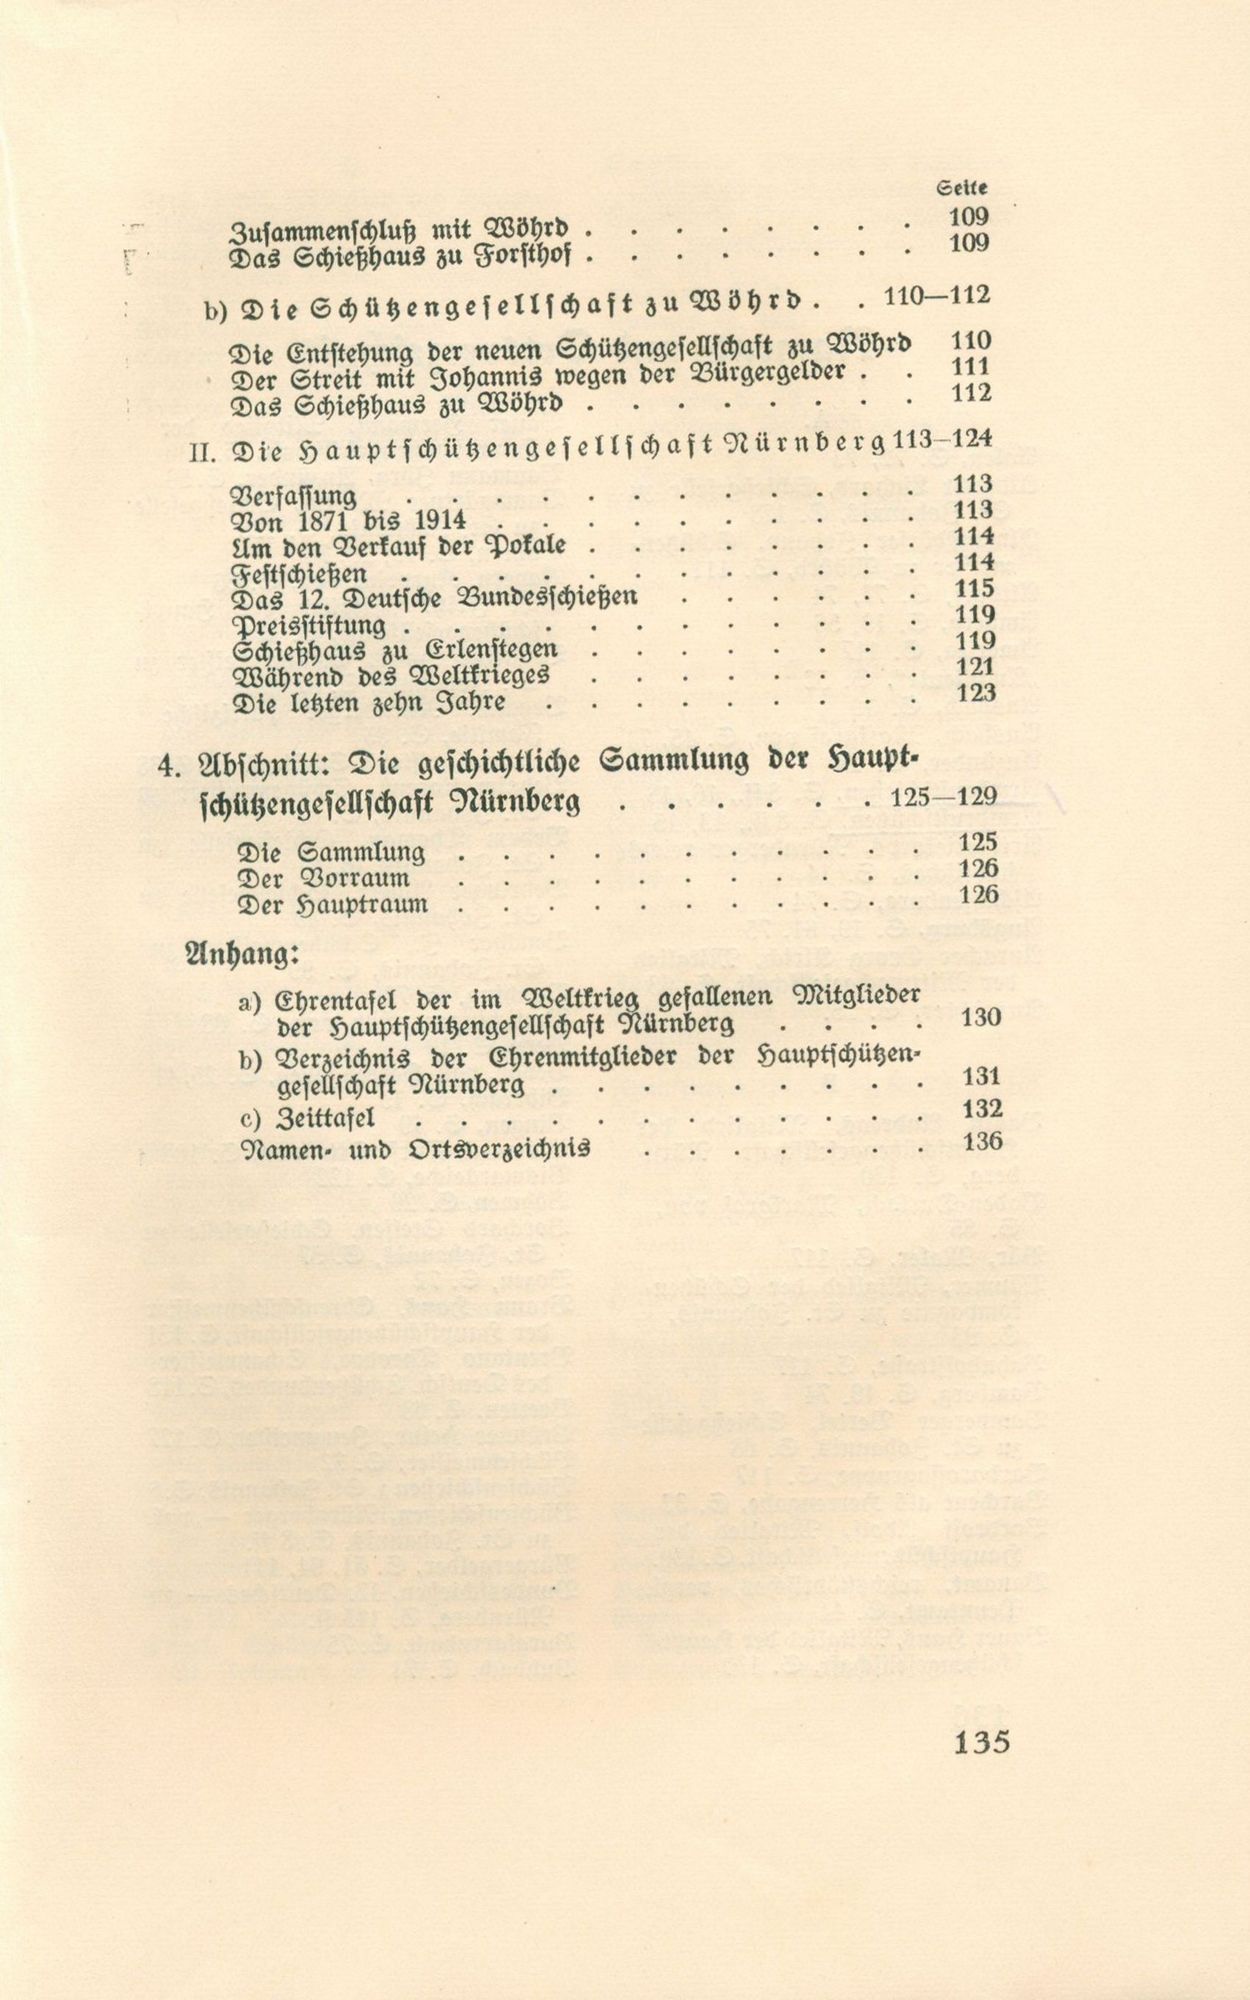 Seite
Zusammenschluß mit Wöhrd . . . . . . . . 109
Das Schießhaus zu Forsthof . . . . . . . . 109
b) Die Schützengesellschaft zu Wöhrd . . 110—112
Die Entstehung der neuen Schützengesellschaft zu Wöhrd 110
Der Streit mit Johannis wegen der Bürgergelder . . 111
Das Schießhaus zu Wöhrd . . . . . . . . 112
II. Die Hauptschützengesellschaft Nürnberg 113—124
Verfassung . . . . . . . . . . . . 113
Von 1871 bis 1914 . . . . . . . . . . 113
Um den Verkauf der Pokale . . . . . . . . 114
Festschießen . . . . . . . . . . . . 114
Das 12. Deutsche Bundesschießen . . . . . . 115
Preisstiftung . . . . . . . . . . . . 119
Schießhaus zu Erlenstegen . . . . . . . . 119
Während des Weltkrieges . . . . . . . . 121
Die letzten zehn Jahre . . . . . . . . . 123
4. Abschnitt: Die geschichtliche Sammlung der Haupt-
schützengesellschaft Nürnberg . . . . . . 125—129
Die Sammlung . . . . . . . . . . . 125
Der Vorraum . . . . . . . . . . . 126
Der Hauptraum . . . . . . . . . . . 126
Anhang:
a) Ehrentafel der im Weltkrieg gefallenen Mitglieder
der Hauptschützengesellschaft Nürnberg . . . . 130
b) Verzeichnis der Ehrenmitglieder der Hauptschützen-
gesellschaft Nürnberg . . . . . . . . . 131
c) Zeittafel . . . . . . . . . . . . 132
Namen- und Ortsverzeichnis . . . . . . . 136
135